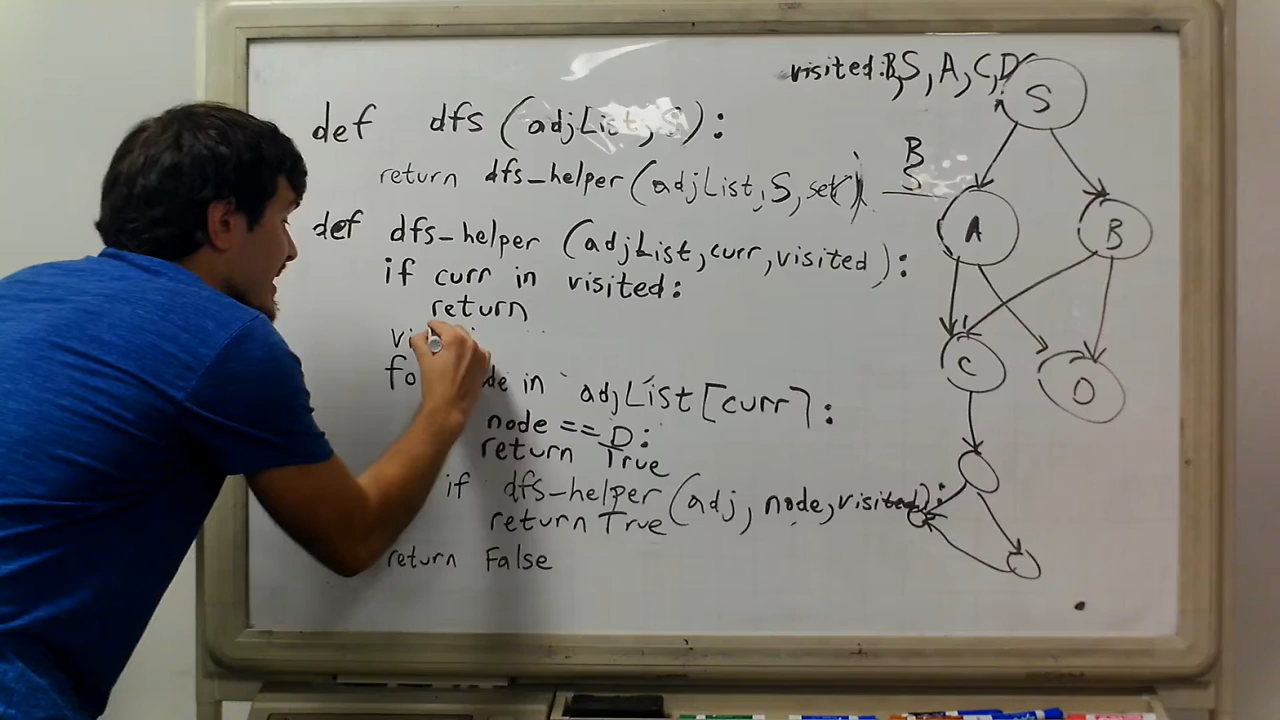 visited: B, S, A, C, D
def dfs (adjList, S):
return dfs_helper (adjList, S, set)
def dfs_helper (adjList, curr, visited):
if curr in visited:
return
in adjList[curr]:
node == D:
return True
if dfs_helper (adj, node, visited):
return True
return False
B
S
S
A
B
C
D